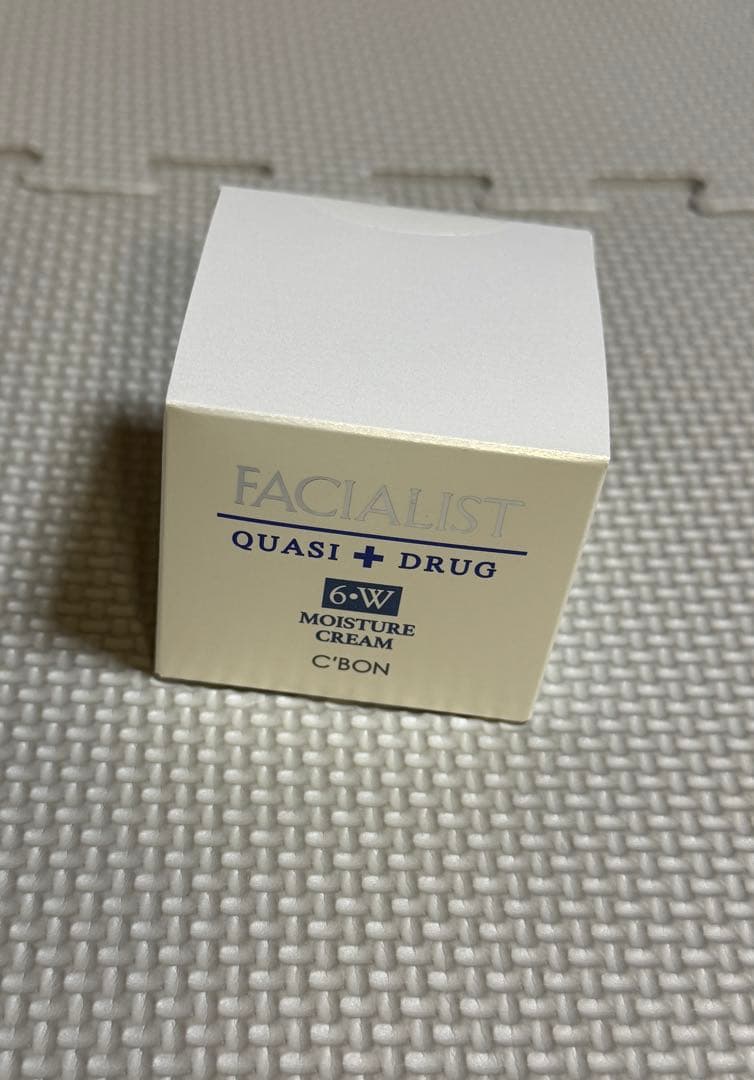 FACIALIST
QUASI + DRUG
6•W
MOISTURE
CREAM
C'BON